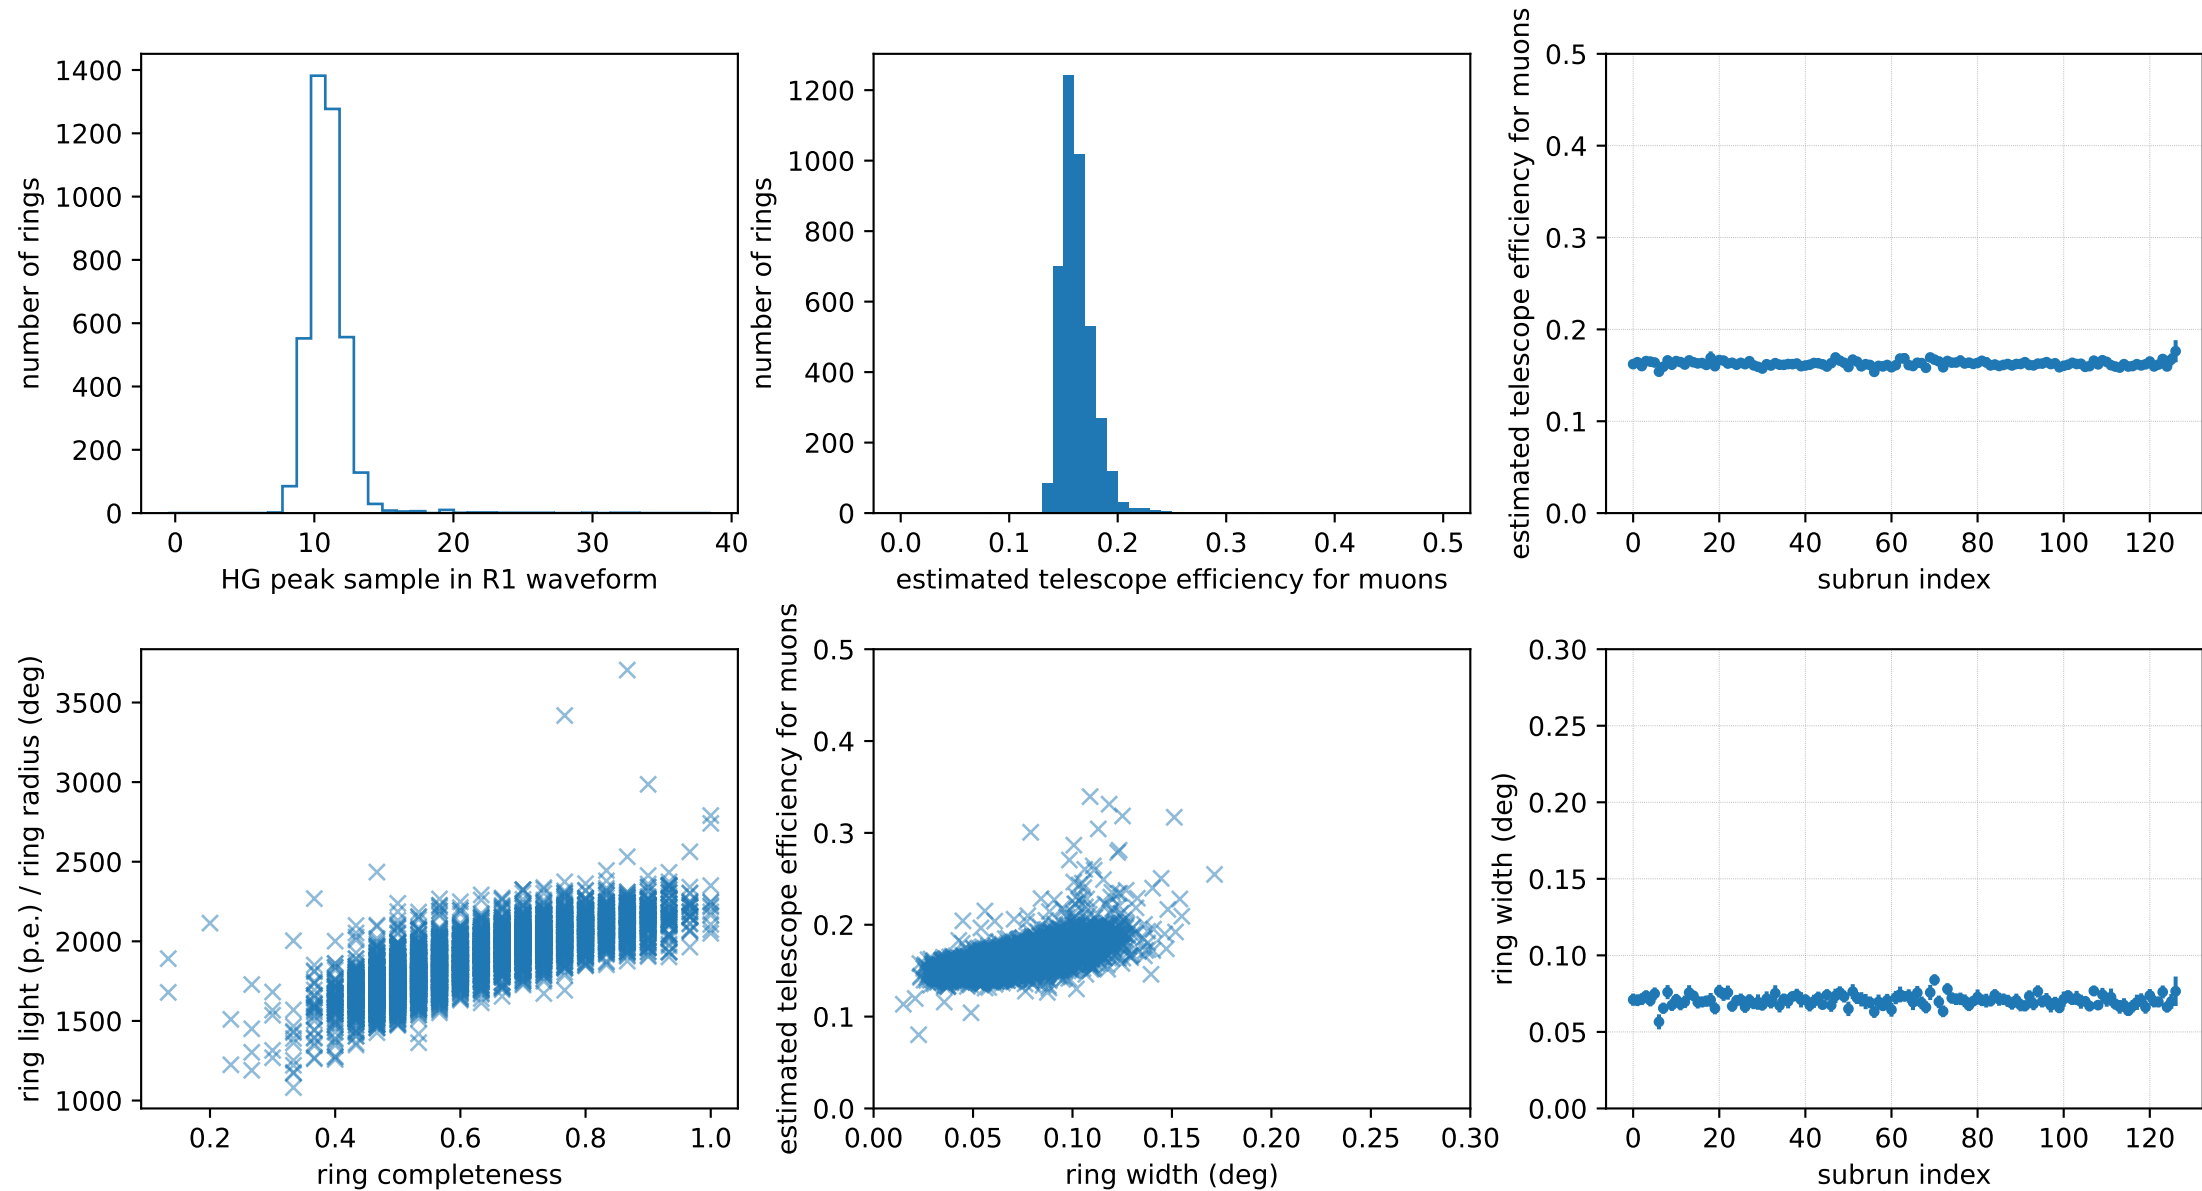 1400
1200
1000
800
600
400
200
0
number of rings
0 10 20 30 40
HG peak sample in R1 waveform
1200
1000
800
600
400
200
0
number of rings
0.0 0.1 0.2 0.3 0.4 0.5
estimated telescope efficiency for muons
0.5
0.4
0.3
0.2
0.1
0.0
estimated telescope efficiency for muons
0 20 40 60 80 100 120
subrun index
3500
3000
2500
2000
1500
1000
ring light (p.e.) / ring radius (deg)
0.2 0.4 0.6 0.8 1.0
ring completeness
0.5
0.4
0.3
0.2
0.1
0.0
estimated telescope efficiency for muons
0.00 0.05 0.10 0.15 0.20 0.25 0.30
ring width (deg)
0.30
0.25
0.20
0.15
0.10
0.05
0.00
ring width (deg)
0 20 40 60 80 100 120
subrun index